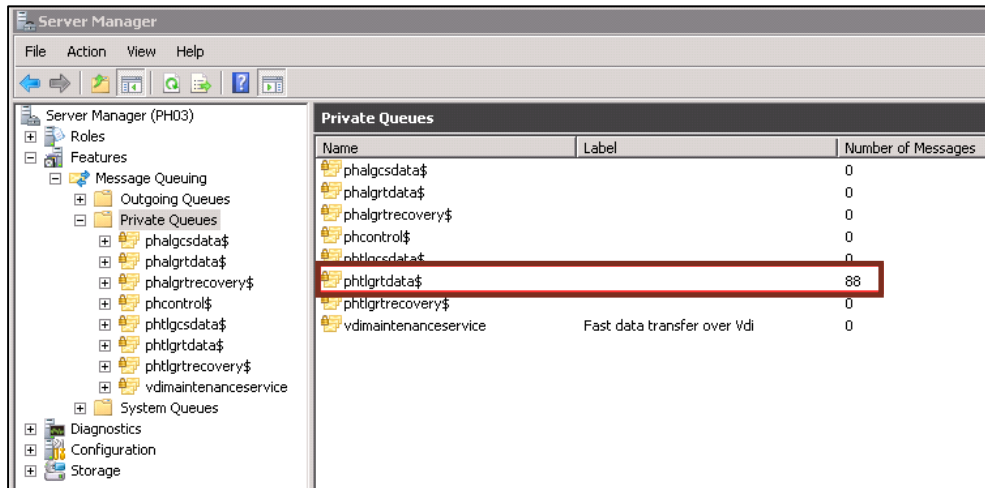 Server Manager
File Action View Help
Server Manager (PH03)
Roles
Features
Message Queuing
Outgoing Queues
Private Queues
phalgcsdata$
phalgrtdata$
phalgrtrecovery$
phcontrol$
phtlgcsdata$
phtlgrtdata$
phtlgrtrecovery$
vdimaintenanceservice
System Queues
Diagnostics
Configuration
Storage
Private Queues
Name Label Number of Messages
phalgcsdata$ 0
phalgrtdata$ 0
phalgrtrecovery$ 0
phcontrol$ 0
phtlgcsdata$ 0
phtlgrtdata$ 88
phtlgrtrecovery$ 0
vdimaintenanceservice Fast data transfer over Vdi 0